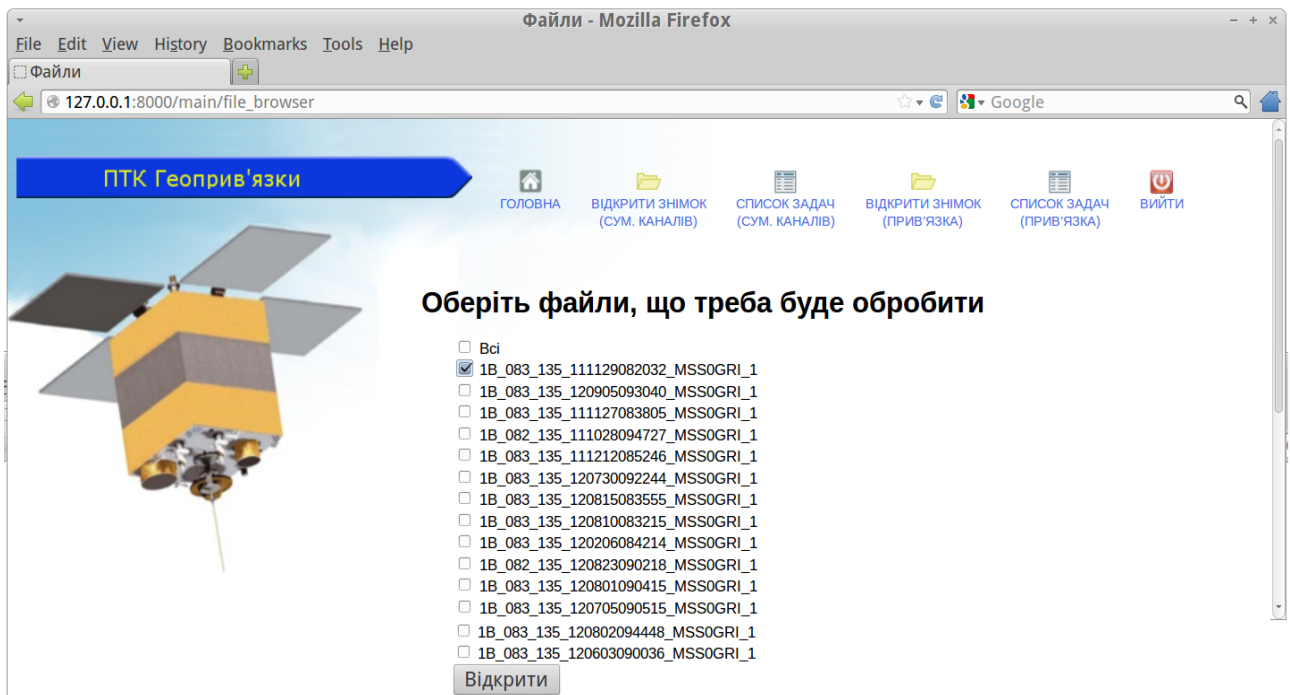 Файли - Mozilla Firefox
File Edit View History Bookmarks Tools Help
Файли
127.0.0.1:8000/main/file_browser
Google
ПТК Геоприв'язки
ГОЛОВНА
ВІДКРИТИ ЗНІМОК
(СУМ. КАНАЛІВ)
СПИСОК ЗАДАЧ
(СУМ. КАНАЛІВ)
ВІДКРИТИ ЗНІМОК
(ПРИВ'ЯЗКА)
СПИСОК ЗАДАЧ
(ПРИВ'ЯЗКА)
ВИЙТИ
Оберіть файли, що треба буде обробити
Всі
1B_083_135_111129082032_MSS0GRI_1
1B_083_135_120905093040_MSS0GRI_1
1B_083_135_111127083805_MSS0GRI_1
1B_082_135_111028094727_MSS0GRI_1
1B_083_135_111212085246_MSS0GRI_1
1B_083_135_120730092244_MSS0GRI_1
1B_083_135_120815083555_MSS0GRI_1
1B_083_135_120810083215_MSS0GRI_1
1B_083_135_120206084214_MSS0GRI_1
1B_082_135_120823090218_MSS0GRI_1
1B_083_135_120801090415_MSS0GRI_1
1B_083_135_120705090515_MSS0GRI_1
1B_083_135_120802094448_MSS0GRI_1
1B_083_135_120603090036_MSS0GRI_1
Відкрити